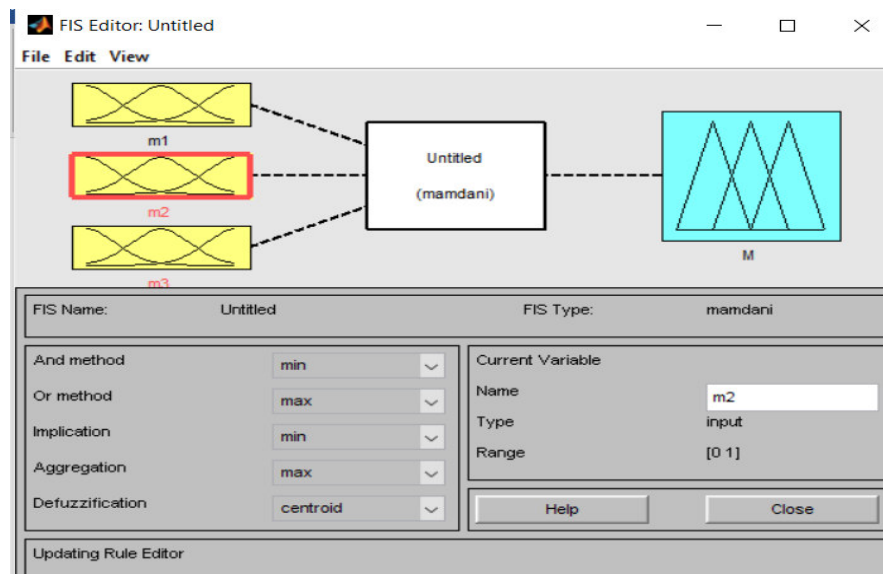 FIS Editor: Untitled
File Edit View
m1
m2
m3
Untitled
(mamdani)
M
FIS Name: Untitled FIS Type: mamdani
And method min
Or method max
Implication min
Aggregation max
Defuzzification centroid
Current Variable
Name m2
Type input
Range [0 1]
Help Close
Updating Rule Editor